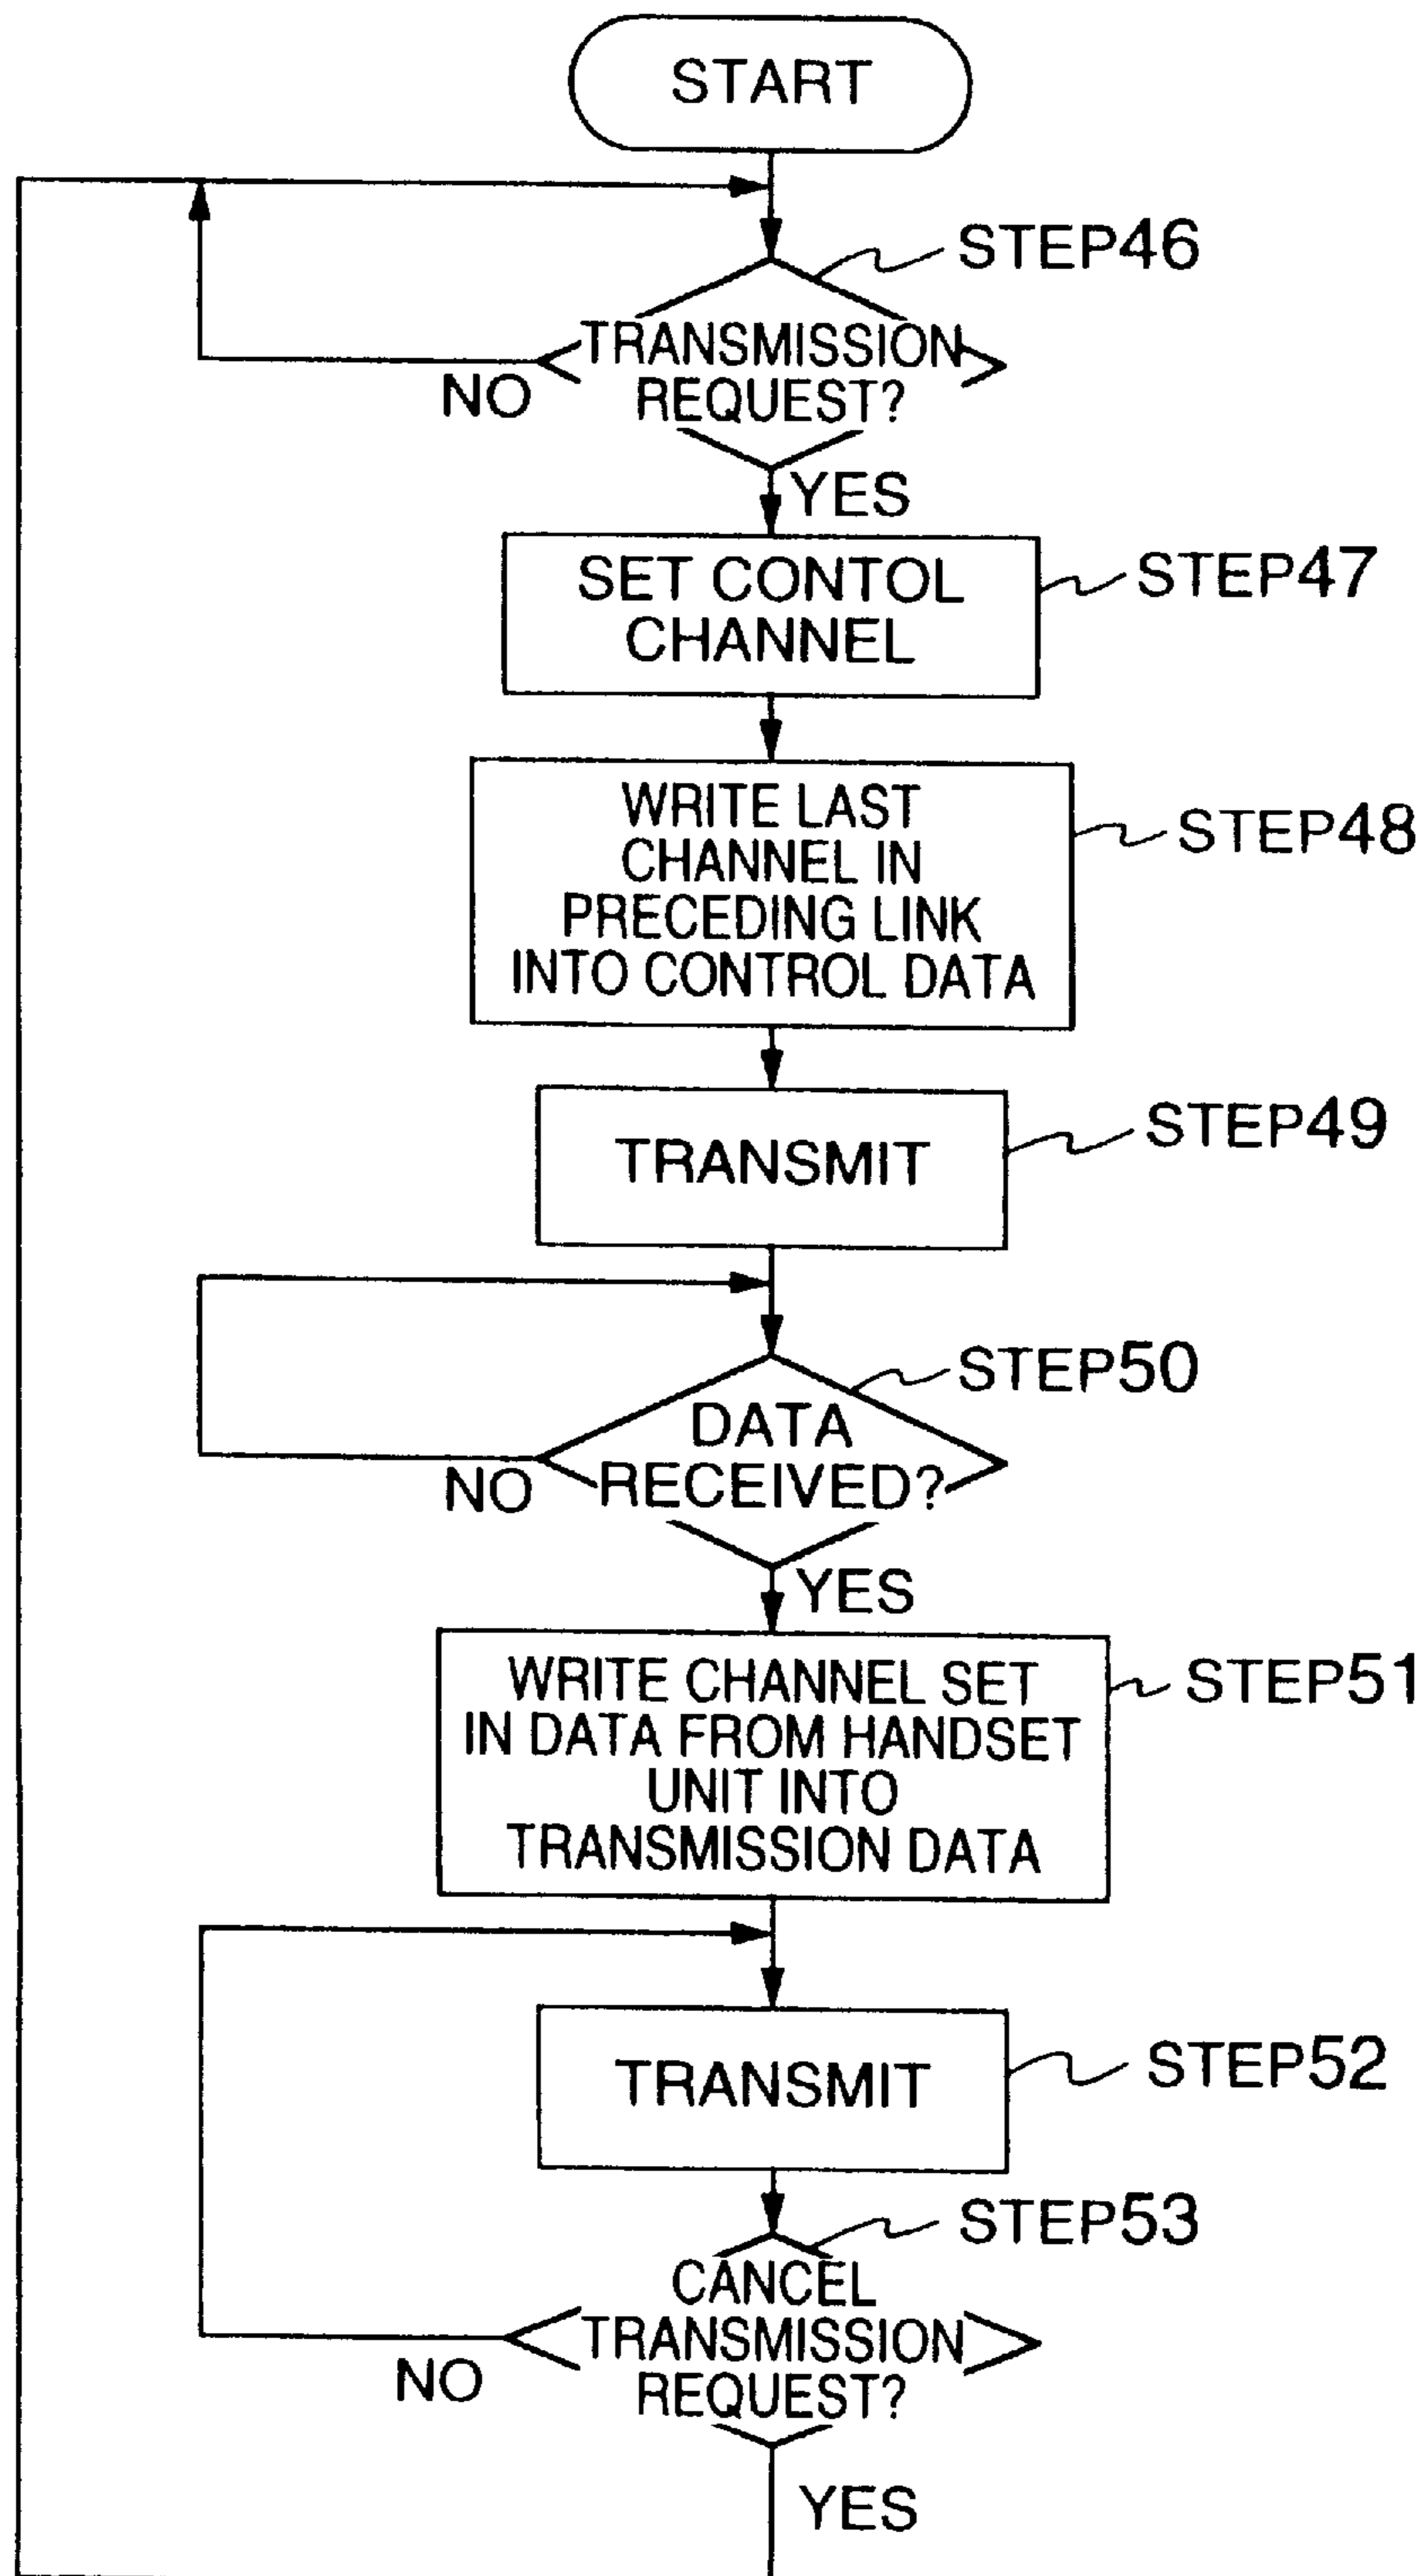 START
STEP46
TRANSMISSION
REQUEST?
NO
YES
SET CONTOL
CHANNEL
STEP47
WRITE LAST
CHANNEL IN
PRECEDING LINK
INTO CONTROL DATA
STEP48
TRANSMIT
STEP49
STEP50
DATA
RECEIVED?
NO
YES
WRITE CHANNEL SET
IN DATA FROM HANDSET
UNIT INTO
TRANSMISSION DATA
STEP51
TRANSMIT
STEP52
STEP53
CANCEL
TRANSMISSION
REQUEST?
NO
YES